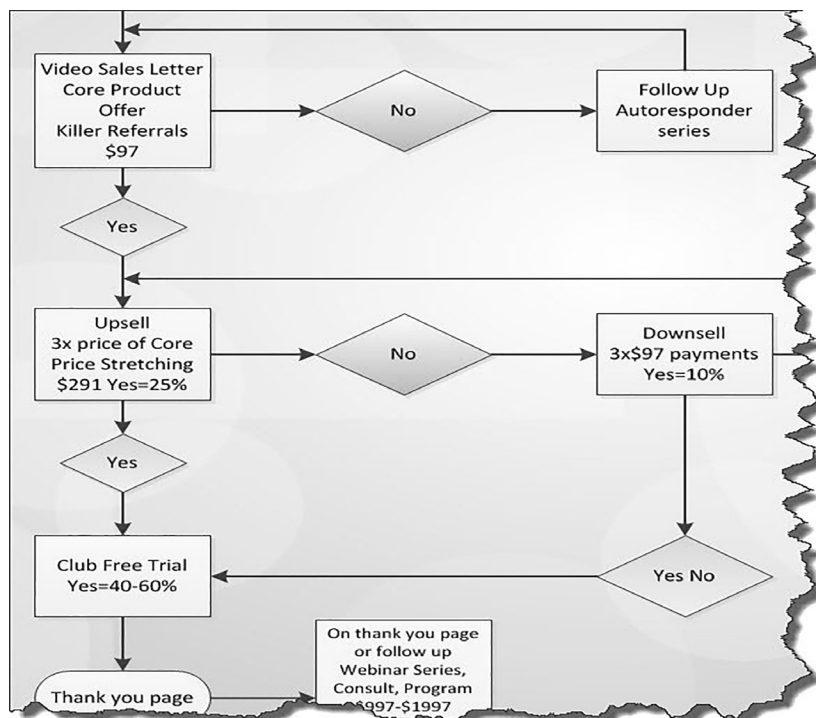 Video Sales Letter
Core Product
Offer
Killer Referrals
$97
No
Follow Up
Autoresponder
series
Yes
Upsell
3x price of Core
Price Stretching
$291 Yes=25%
No
Downsell
3x$97 payments
Yes=10%
Yes
Club Free Trial
Yes=40-60%
Yes No
Thank you page
On thank you page
or follow up
Webinar Series,
Consult, Program
$997-$1997